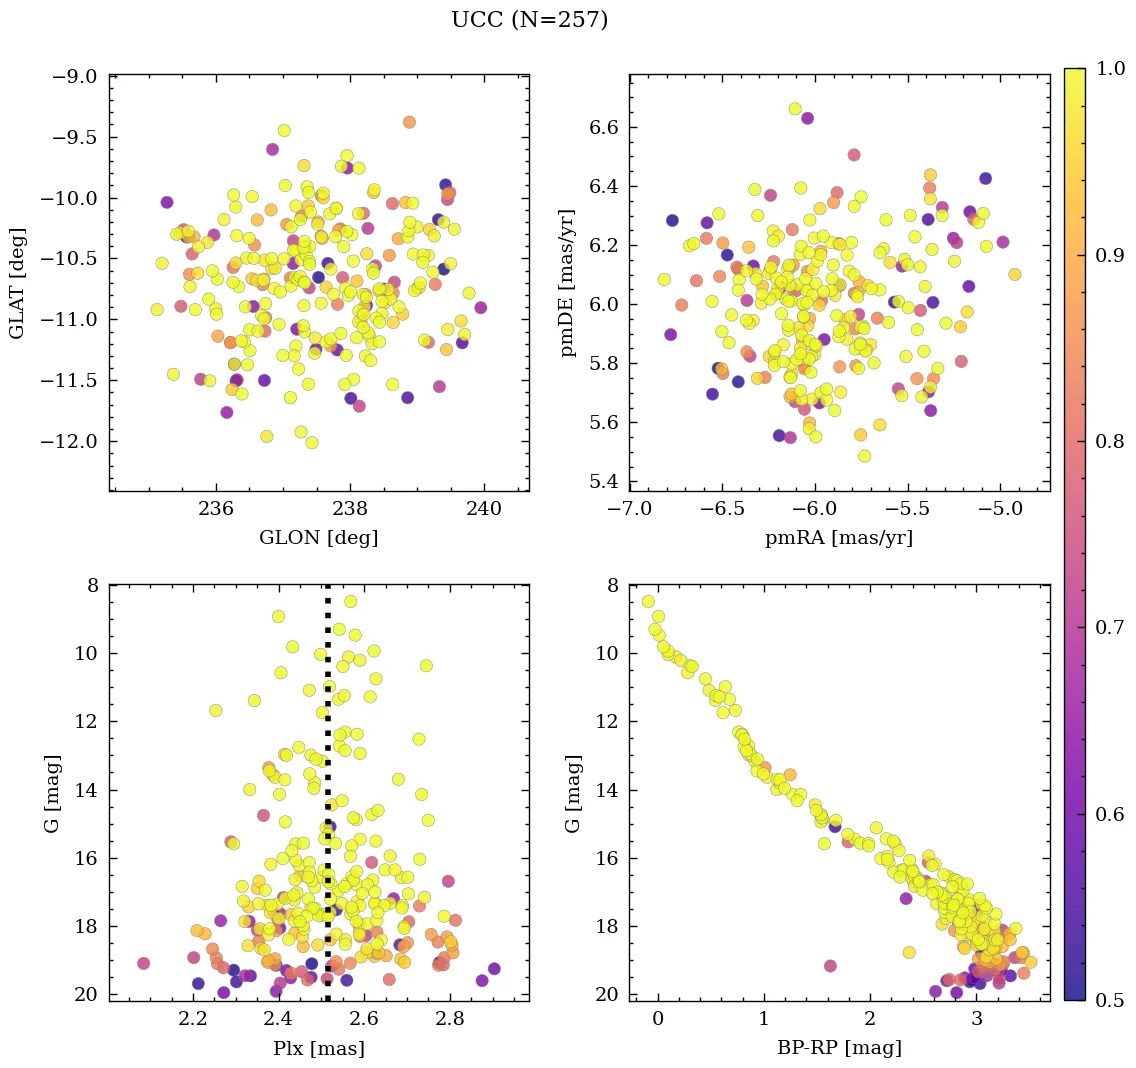 UCC (N=257)
−9.0
−9.5
−10.0
−10.5
−11.0
−11.5
−12.0
GLAT [deg]
236 238 240
GLON [deg]
6.6
6.4
6.2
6.0
5.8
5.6
5.4
pmDE [mas/yr]
−7.0 −6.5 −6.0 −5.5 −5.0
pmRA [mas/yr]
8
10
12
14
16
18
20
G [mag]
2.2 2.4 2.6 2.8
Plx [mas]
8
10
12
14
16
18
20
G [mag]
0 1 2 3
BP-RP [mag]
1.0
0.9
0.8
0.7
0.6
0.5